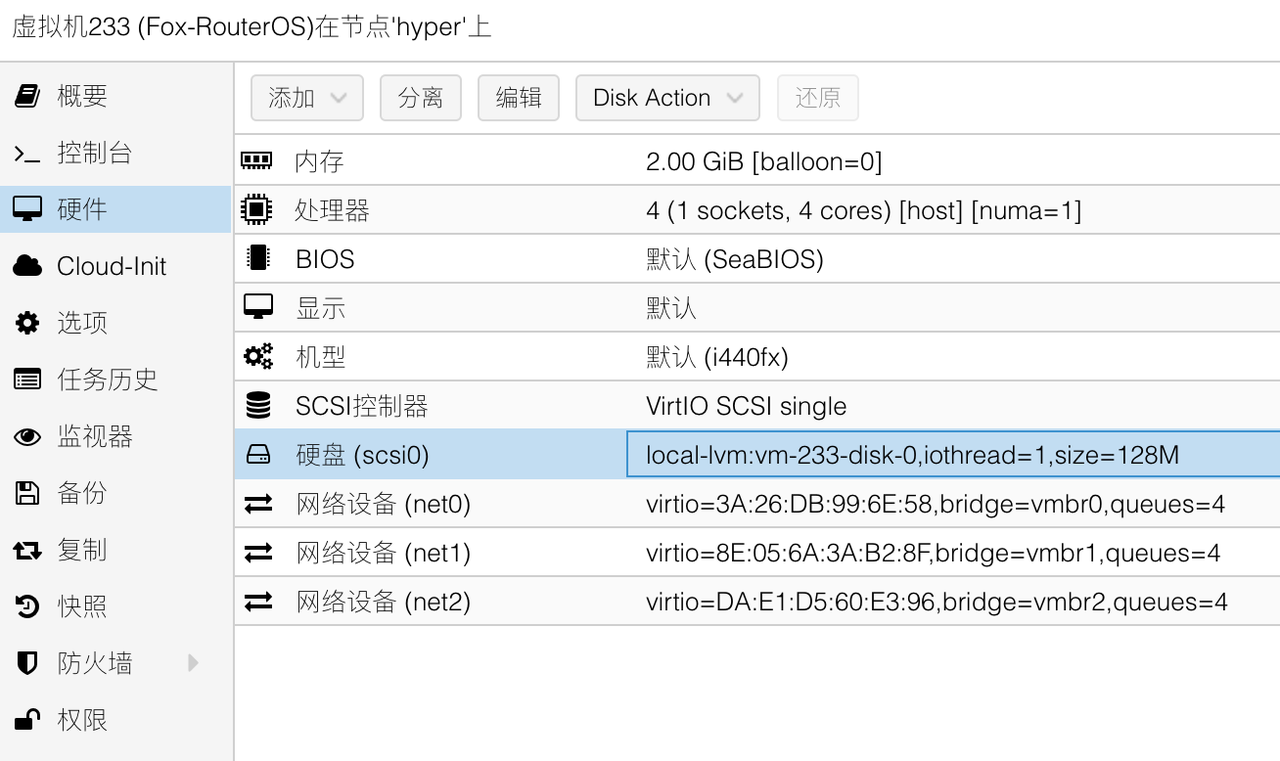 虚拟机233 (Fox-RouterOS)在节点'hyper'上
概要
控制台
硬件
Cloud-Init
选项
任务历史
监视器
备份
复制
快照
防火墙
权限
添加 分离 编辑 Disk Action 还原
内存 2.00 GiB [balloon=0]
处理器 4 (1 sockets, 4 cores) [host] [numa=1]
BIOS 默认 (SeaBIOS)
显示 默认
机型 默认 (i440fx)
SCSI控制器 VirtIO SCSI single
硬盘 (scsi0) local-lvm:vm-233-disk-0,iothread=1,size=128M
网络设备 (net0) virtio=3A:26:DB:99:6E:58,bridge=vmbr0,queues=4
网络设备 (net1) virtio=8E:05:6A:3A:B2:8F,bridge=vmbr1,queues=4
网络设备 (net2) virtio=DA:E1:D5:60:E3:96,bridge=vmbr2,queues=4